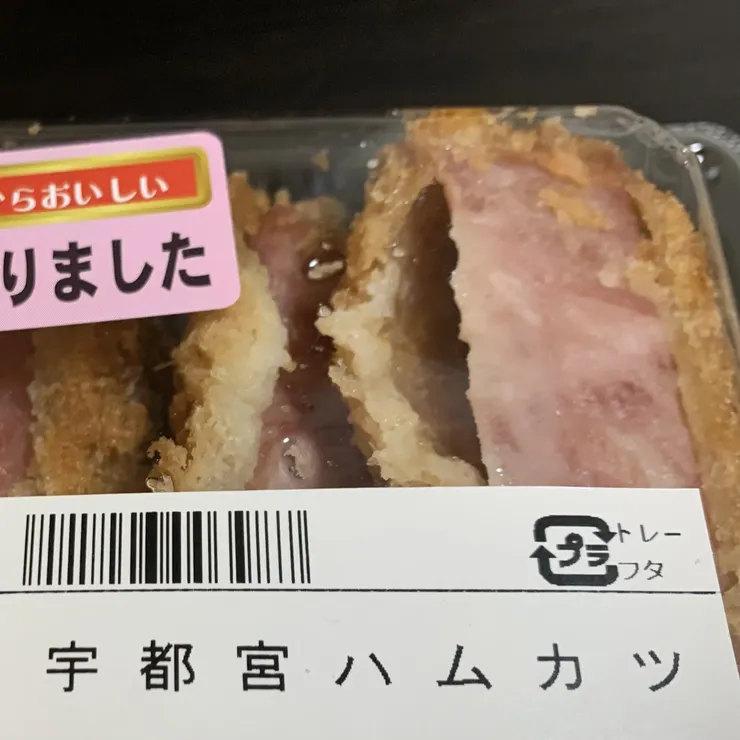 らおいしい
りました
プラ
トレー
フタ
宇都宮ハムカツ